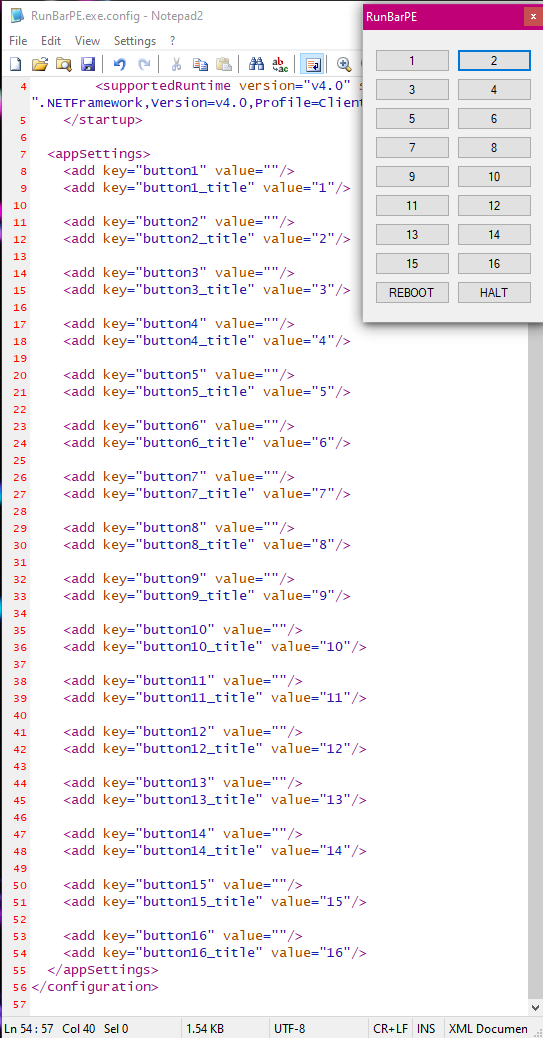 RunBarPE.exe.config - Notepad2
File Edit View Settings ?
4 <supportedRuntime version="v4.0" s
".NETFramework,Version=v4.0,Profile=Client
5 </startup>
6
7 <appSettings>
8 <add key="button1" value=""/>
9 <add key="button1_title" value="1"/>
10
11 <add key="button2" value=""/>
12 <add key="button2_title" value="2"/>
13
14 <add key="button3" value=""/>
15 <add key="button3_title" value="3"/>
16
17 <add key="button4" value=""/>
18 <add key="button4_title" value="4"/>
19
20 <add key="button5" value=""/>
21 <add key="button5_title" value="5"/>
22
23 <add key="button6" value=""/>
24 <add key="button6_title" value="6"/>
25
26 <add key="button7" value=""/>
27 <add key="button7_title" value="7"/>
28
29 <add key="button8" value=""/>
30 <add key="button8_title" value="8"/>
31
32 <add key="button9" value=""/>
33 <add key="button9_title" value="9"/>
34
35 <add key="button10" value=""/>
36 <add key="button10_title" value="10"/>
37
38 <add key="button11" value=""/>
39 <add key="button11_title" value="11"/>
40
41 <add key="button12" value=""/>
42 <add key="button12_title" value="12"/>
43
44 <add key="button13" value=""/>
45 <add key="button13_title" value="13"/>
46
47 <add key="button14" value=""/>
48 <add key="button14_title" value="14"/>
49
50 <add key="button15" value=""/>
51 <add key="button15_title" value="15"/>
52
53 <add key="button16" value=""/>
54 <add key="button16_title" value="16"/>
55 </appSettings>
56 </configuration>
57
Ln 54 : 57 Col 40 Sel 0 1.54 KB UTF-8 CR+LF INS XML Documen
RunBarPE x
1 2
3 4
5 6
7 8
9 10
11 12
13 14
15 16
REBOOT HALT